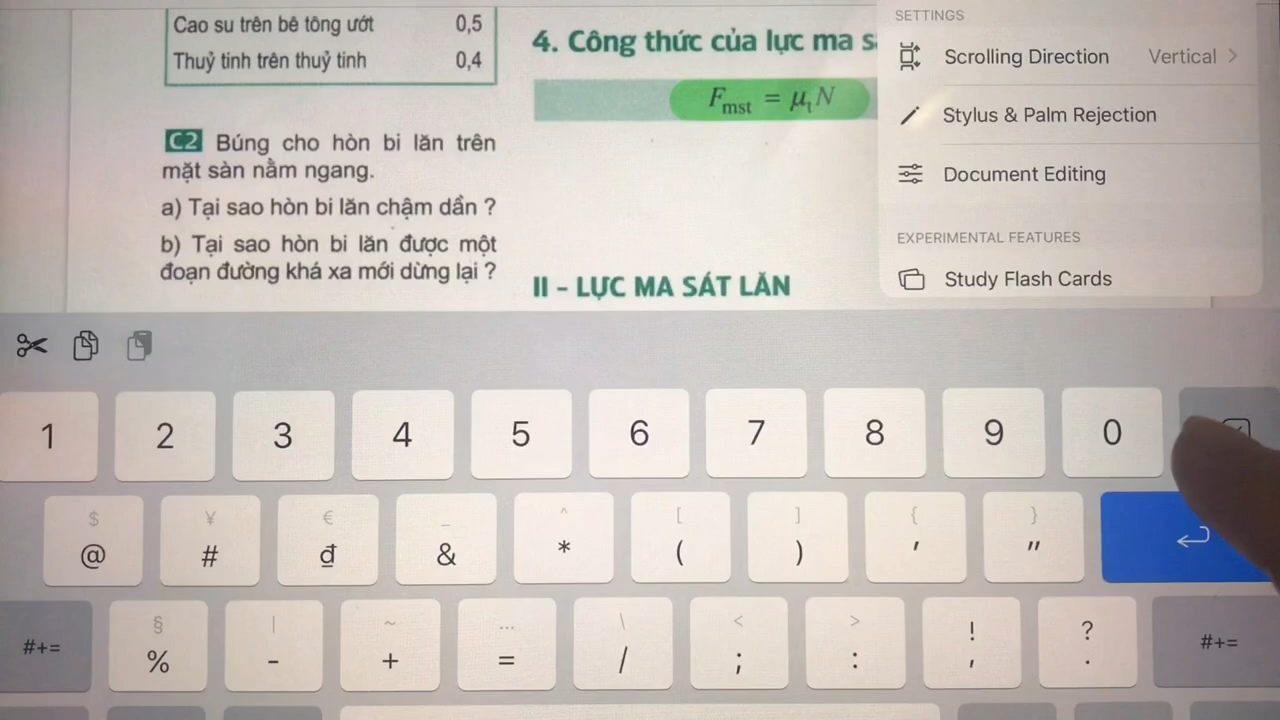 Cao su trên bê tông ướt 0,5
Thuỷ tinh trên thuỷ tinh 0,4
C2 Búng cho hòn bi lăn trên
mặt sàn nằm ngang.
a) Tại sao hòn bi lăn chậm dần ?
b) Tại sao hòn bi lăn được một
đoạn đường khá xa mới dừng lại ?
4. Công thức của lực ma
Fmst = μtN
II - LỰC MA SÁT LĂN
SETTINGS
Scrolling Direction Vertical
Stylus & Palm Rejection
Document Editing
EXPERIMENTAL FEATURES
Study Flash Cards
1 2 3 4 5 6 7 8 9 0
$ ¥ € _ ^ [ ] { }
@ # đ & * ( ) ' "
§ | ~ … \ < > ! ?
#+= % - + = / ; : , . #+=